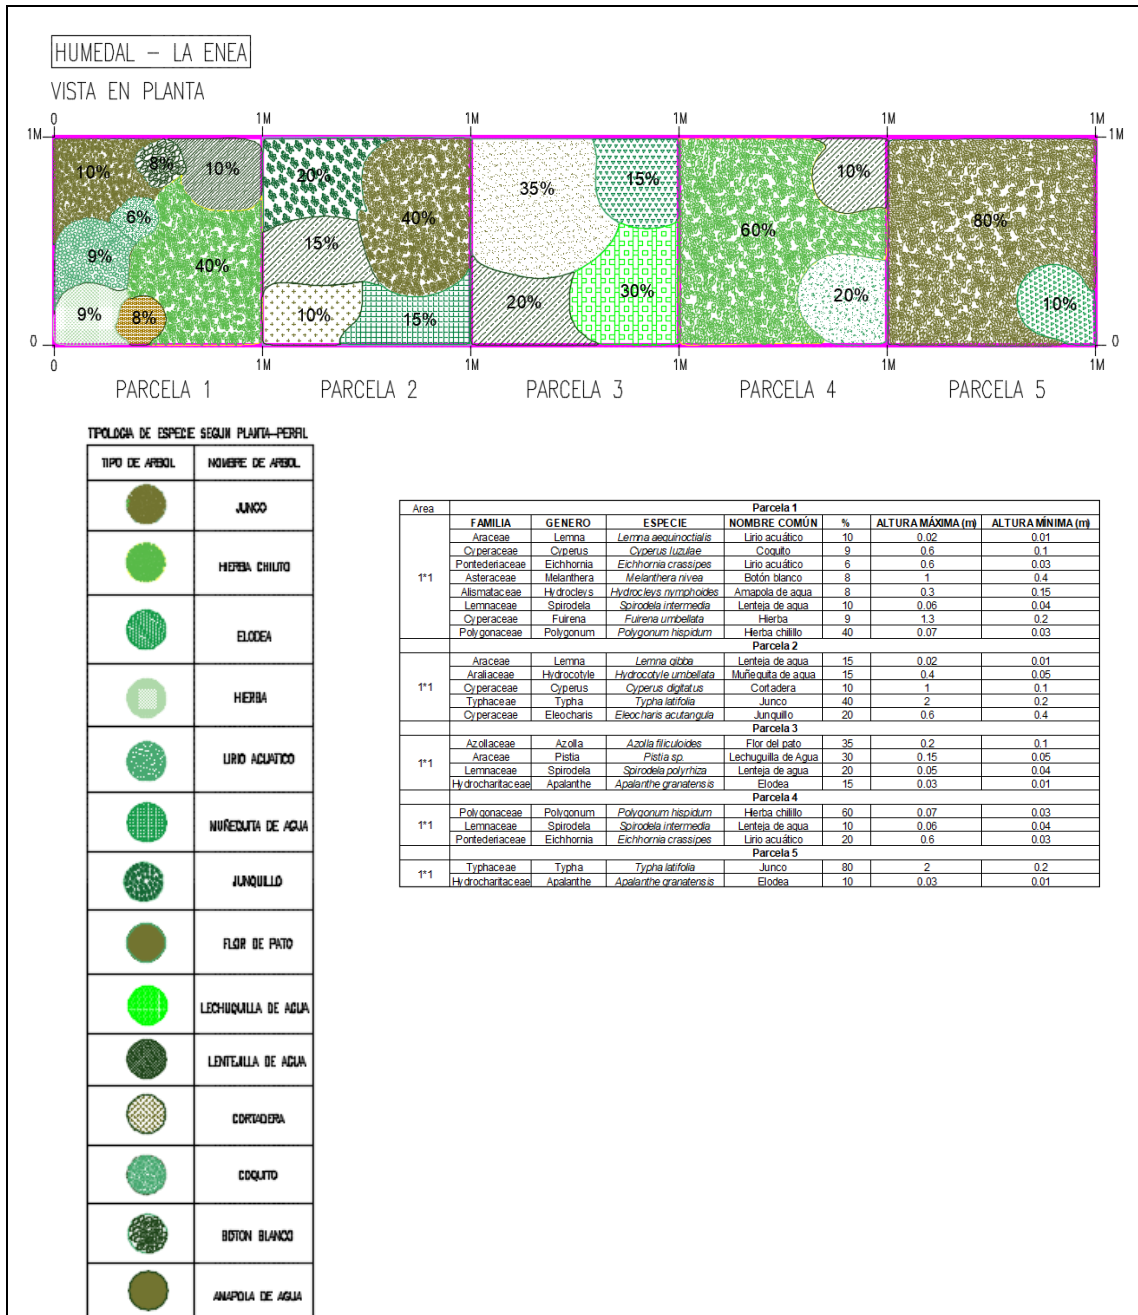 HUMEDAL – LA ENEA
VISTA EN PLANTA
0 1M 1M 1M 1M 1M
1M 1M
10% 8% 10% 20% 40% 35% 15% 10% 80%
6% 60%
9% 40% 15% 20% 30% 20% 10%
9% 8% 10% 15%
0 0
0 1M 1M 1M 1M 1M
PARCELA 1 PARCELA 2 PARCELA 3 PARCELA 4 PARCELA 5
TIPOLOGIA DE ESPECIE SEGUN PLANTA–PERFIL
TIPO DE ARBOL NOMBRE DE ARBOL
JUNCO
HIERBA CHILITO
ELODEA
HIERBA
LIRIO ACUATICO
MUÑEQUITA DE AGUA
JUNQUILLO
FLOR DE PATO
LECHUQUILLA DE AGUA
LENTEJILLA DE AGUA
CORTADERA
COQUITO
BOTON BLANCO
ANAPOLA DE AGUA
Area Parcela 1
FAMILIA GENERO ESPECIE NOMBRE COMÚN % ALTURA MÁXIMA (m) ALTURA MÍNIMA (m)
1*1
Araceae Lemna Lemna aequinoctialis Lirio acuático 10 0.02 0.01
Cyperaceae Cyperus Cyperus luzulae Coquito 9 0.6 0.1
Pontederiaceae Eichhornia Eichhornia crassipes Lirio acuático 6 0.6 0.03
Asteraceae Melanthera Melanthera nivea Botón blanco 8 1 0.4
Alismataceae Hydrocleys Hydrocleys nymphoides Amapola de agua 8 0.3 0.15
Lemnaceae Spirodela Spirodela intermedia Lenteja de agua 10 0.06 0.04
Cyperaceae Fuirena Fuirena umbellata Hierba 9 1.3 0.2
Polygonaceae Polygonum Polygonum hispidum Hierba chilillo 40 0.07 0.03
Parcela 2
1*1
Araceae Lemna Lemna gibba Lenteja de agua 15 0.02 0.01
Araliaceae Hydrocotyle Hydrocotyle umbellata Muñequita de agua 15 0.4 0.05
Cyperaceae Cyperus Cyperus digitatus Cortadera 10 1 0.1
Typhaceae Typha Typha latifolia Junco 40 2 0.2
Cyperaceae Eleocharis Eleocharis acutangula Junquillo 20 0.6 0.4
Parcela 3
1*1
Azollaceae Azolla Azolla filiculoides Flor del pato 35 0.2 0.1
Araceae Pistia Pistia sp. Lechuguilla de Agua 30 0.15 0.05
Lemnaceae Spirodela Spirodela polyrhiza Lenteja de agua 20 0.05 0.04
Hydrocharitaceae Apalanthe Apalanthe granatensis Elodea 15 0.03 0.01
Parcela 4
1*1
Polygonaceae Polygonum Polygonum hispidum Hierba chilillo 60 0.07 0.03
Lemnaceae Spirodela Spirodela intermedia Lenteja de agua 10 0.06 0.04
Pontederiaceae Eichhornia Eichhornia crassipes Lirio acuático 20 0.6 0.03
Parcela 5
1*1
Typhaceae Typha Typha latifolia Junco 80 2 0.2
Hydrocharitaceae Apalanthe Apalanthe granatensis Elodea 10 0.03 0.01